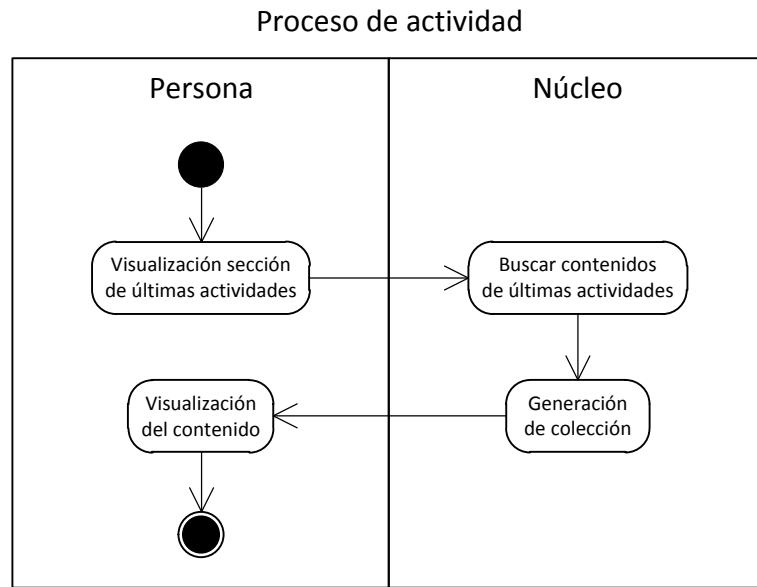 Proceso de actividad
Persona
Núcleo
Visualización sección
de últimas actividades
Buscar contenidos
de últimas actividades
Visualización
del contenido
Generación
de colección